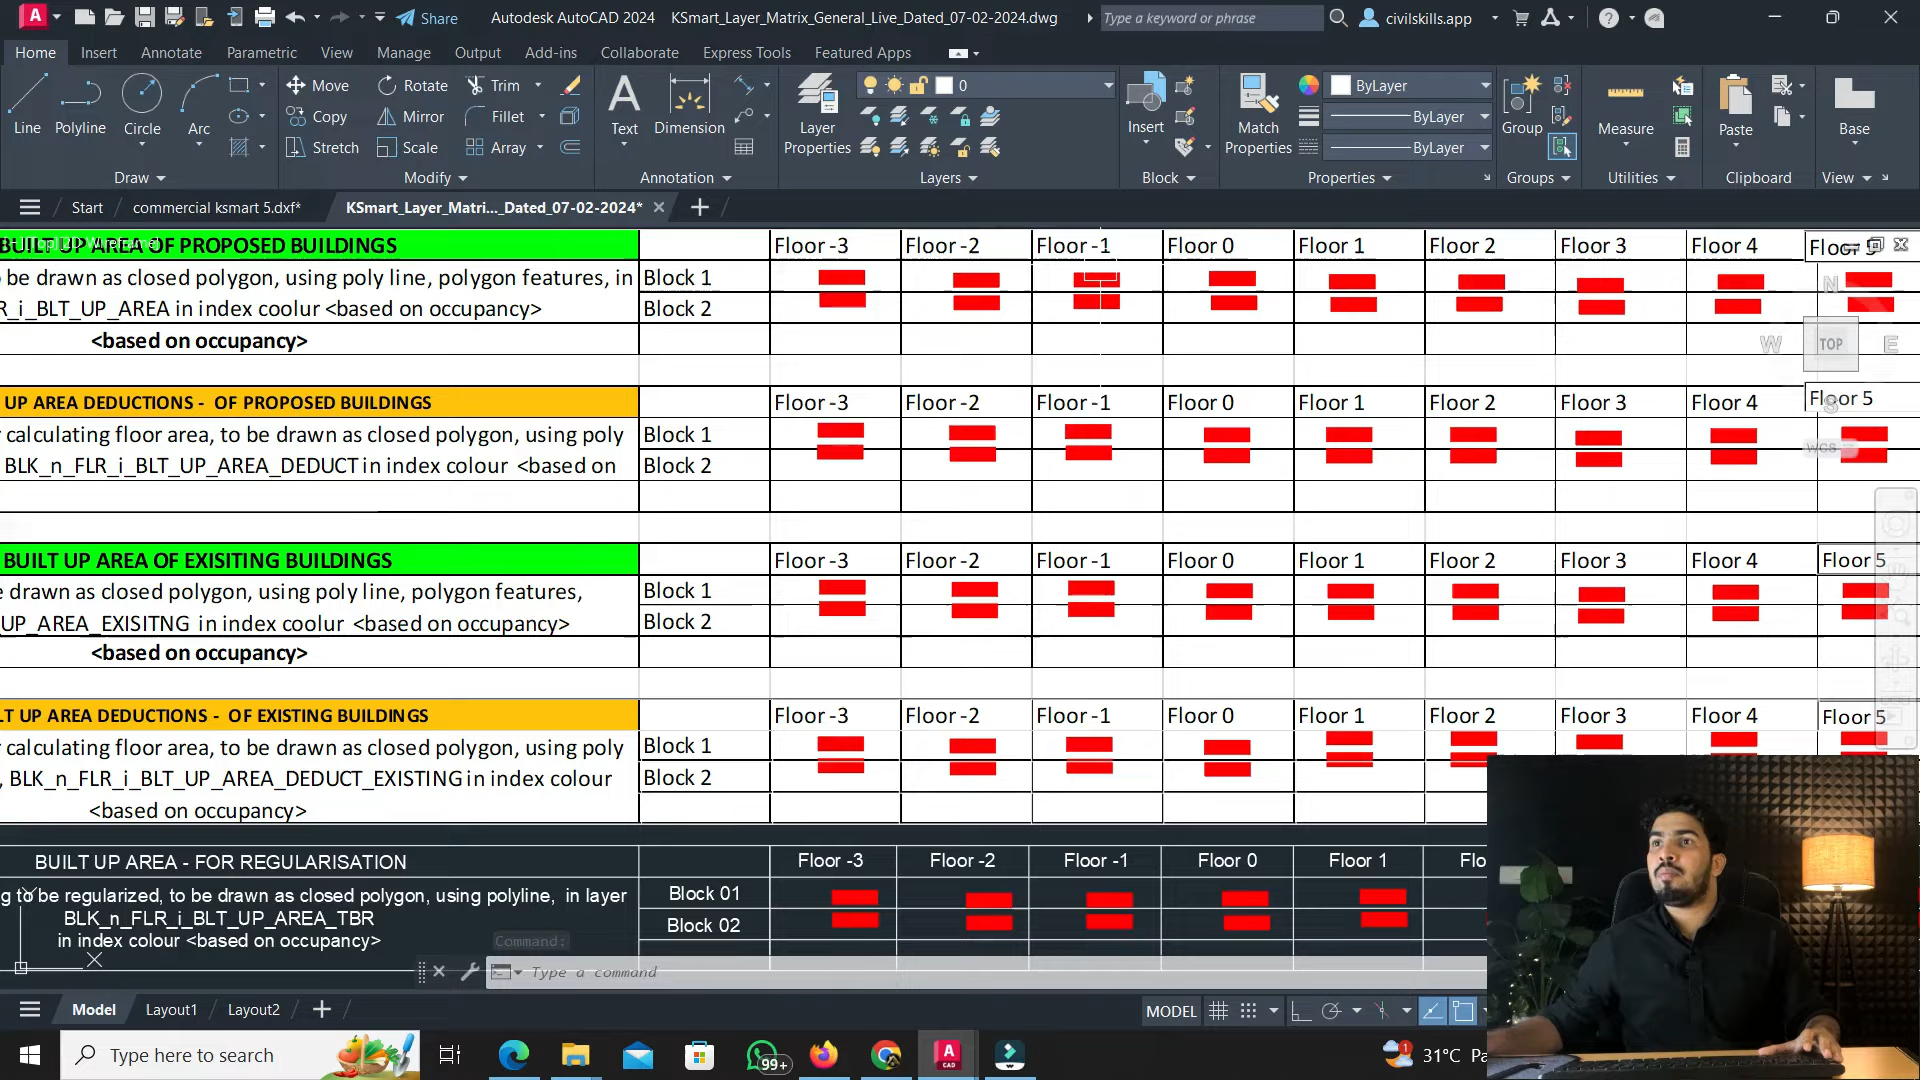 Share
Autodesk AutoCAD 2024 KSmart_Layer_Matrix_General_Live_Dated_07-02-2024.dwg
Type a keyword or phrase
civilskills.app
Home Insert Annotate Parametric View Manage Output Add-ins Collaborate Express Tools Featured Apps
Line Polyline Circle Arc
Move Rotate Trim
Copy Mirror Fillet
Stretch Scale Array
Text Dimension
Layer Properties
0
Insert
Match Properties
ByLayer
ByLayer
ByLayer
Group
Measure
Paste
Base
Draw Modify Annotation Layers Block Properties Groups Utilities Clipboard View
Start commercial ksmart 5.dxf* KSmart_Layer_Matri..._Dated_07-02-2024*
BUILT UP AREA OF PROPOSED BUILDINGS Floor -3 Floor -2 Floor -1 Floor 0 Floor 1 Floor 2 Floor 3 Floor 4 Floor 5
be drawn as closed polygon, using poly line, polygon features, in Block 1
R_i_BLT_UP_AREA in index coolur <based on occupancy> Block 2
<based on occupancy>
N
W TOP E
S
WCS
UP AREA DEDUCTIONS - OF PROPOSED BUILDINGS Floor -3 Floor -2 Floor -1 Floor 0 Floor 1 Floor 2 Floor 3 Floor 4 Floor 5
calculating floor area, to be drawn as closed polygon, using poly Block 1
BLK_n_FLR_i_BLT_UP_AREA_DEDUCT in index colour <based on Block 2
BUILT UP AREA OF EXISITING BUILDINGS Floor -3 Floor -2 Floor -1 Floor 0 Floor 1 Floor 2 Floor 3 Floor 4 Floor 5
e drawn as closed polygon, using poly line, polygon features, Block 1
UP_AREA_EXISITNG in index coolur <based on occupancy> Block 2
<based on occupancy>
LT UP AREA DEDUCTIONS - OF EXISTING BUILDINGS Floor -3 Floor -2 Floor -1 Floor 0 Floor 1 Floor 2 Floor 3 Floor 4 Floor 5
calculating floor area, to be drawn as closed polygon, using poly Block 1
, BLK_n_FLR_i_BLT_UP_AREA_DEDUCT_EXISTING in index colour Block 2
<based on occupancy>
BUILT UP AREA - FOR REGULARISATION Floor -3 Floor -2 Floor -1 Floor 0 Floor 1 Flo
g to be regularized, to be drawn as closed polygon, using polyline, in layer Block 01
BLK_n_FLR_i_BLT_UP_AREA_TBR Block 02
in index colour <based on occupancy>
Command:
Type a command
Model Layout1 Layout2
MODEL
Type here to search
99+
31°C Pa